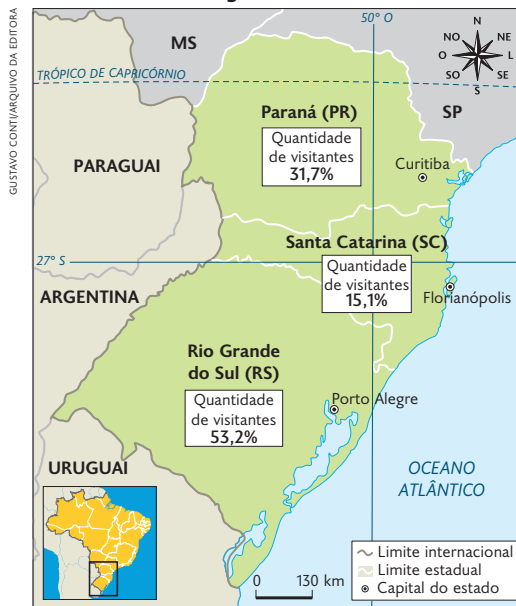 GUSTAVO CONTI/ARQUIVO DA EDITORA
50° O
N
NO
NE
O
L
SO
SE
S
MS
TRÓPICO DE CAPRICÓRNIO
SP
Paraná (PR)
Quantidade
de visitantes
31,7%
Curitiba
PARAGUAI
Santa Catarina (SC)
27° S
Quantidade
de visitantes
15,1%
Florianópolis
ARGENTINA
Rio Grande
do Sul (RS)
Quantidade
de visitantes
53,2%
Porto Alegre
URUGUAI
OCEANO
ATLÂNTICO
0 130 km
Limite internacional
Limite estadual
Capital do estado